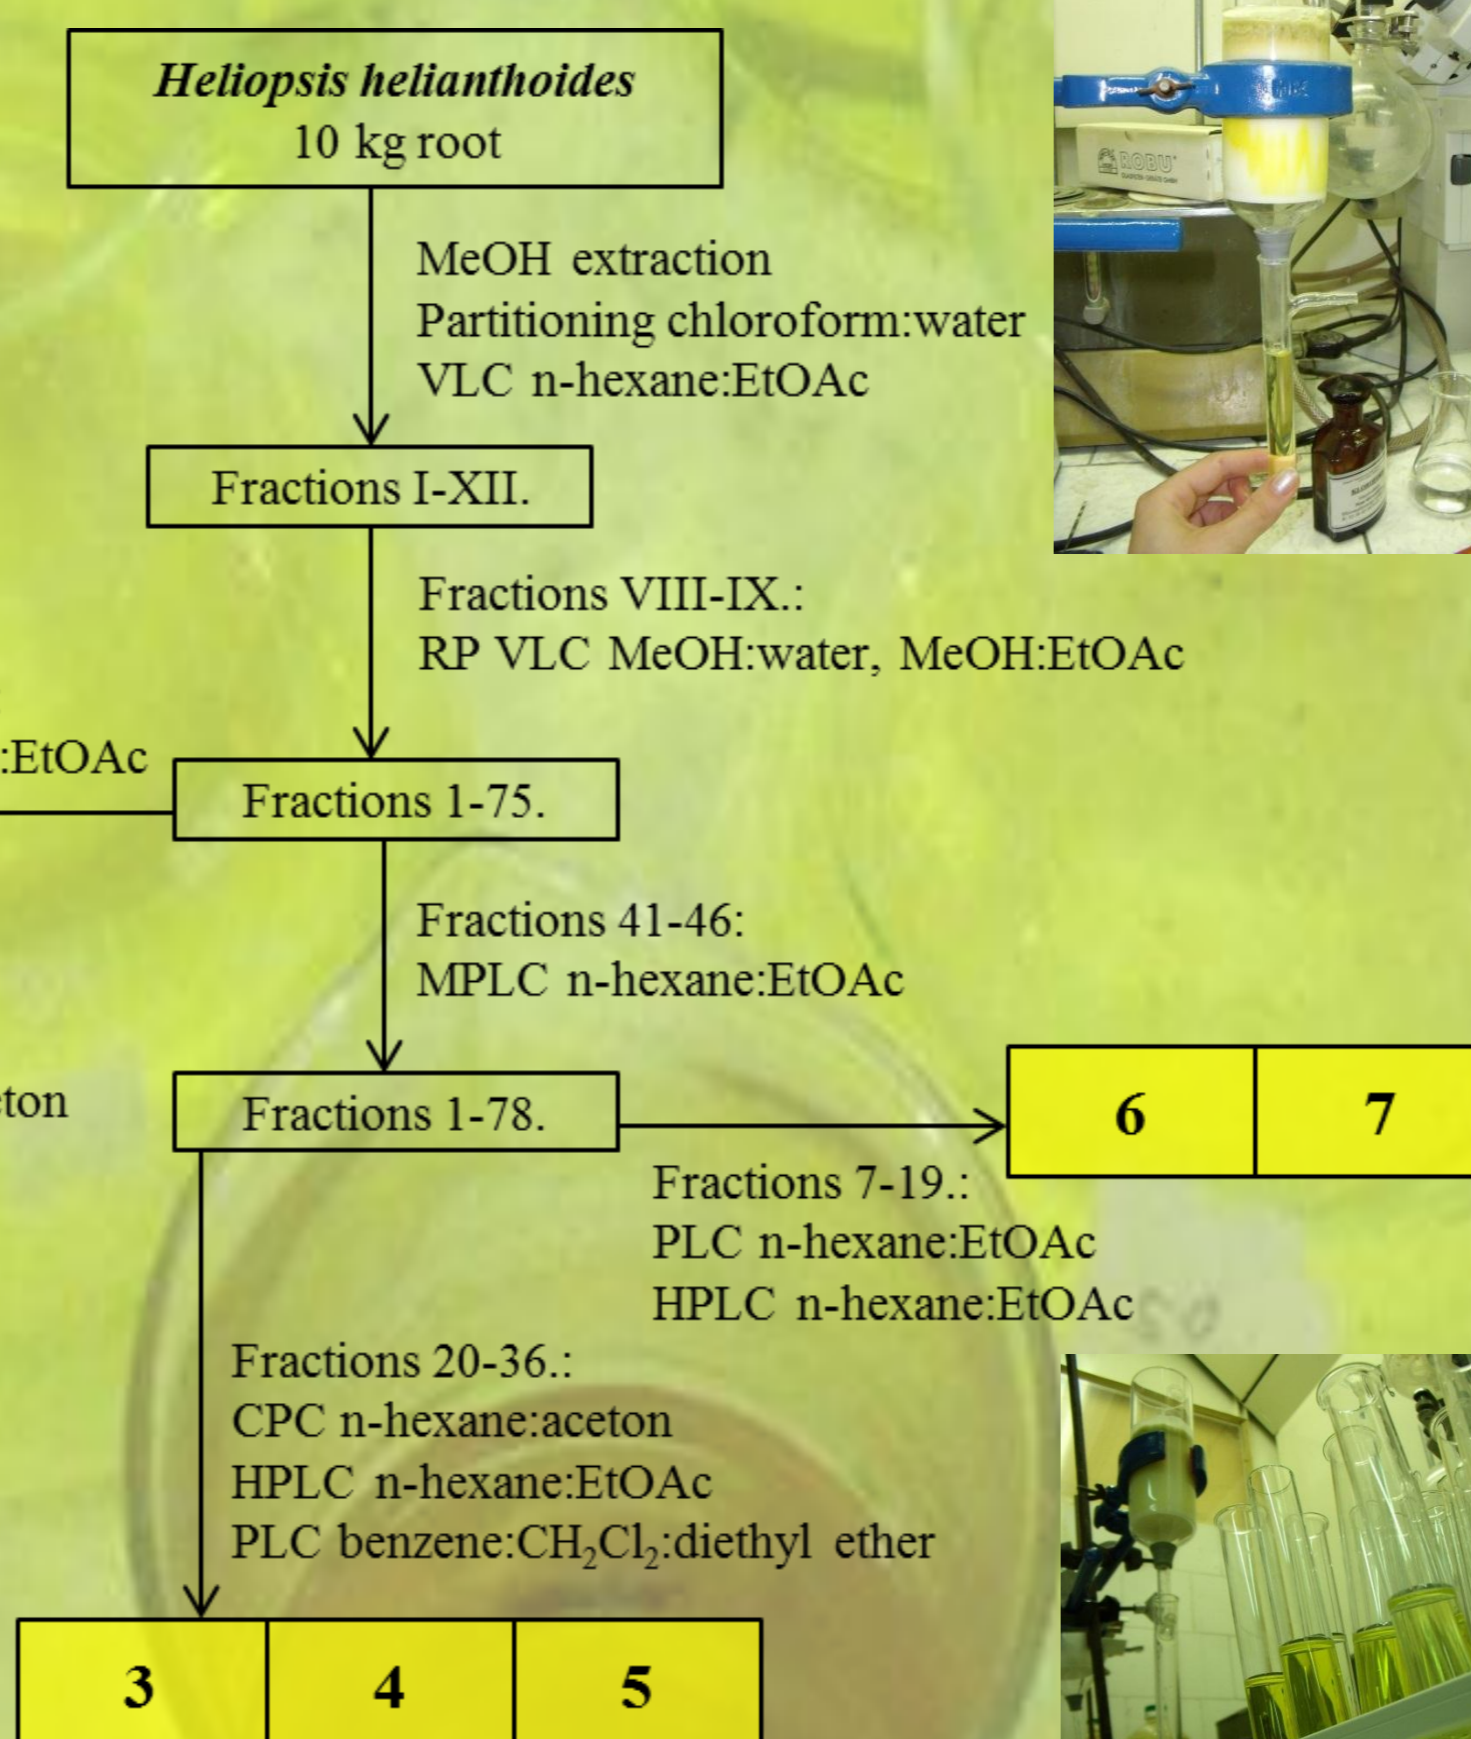 Heliopsis helianthoides
10 kg root
MeOH extraction
Partitioning chloroform:water
VLC n-hexane:EtOAc
Fractions I-XII.
Fractions VIII-IX.:
RP VLC MeOH:water, MeOH:EtOAc
:EtOAc
Fractions 1-75.
Fractions 41-46:
MPLC n-hexane:EtOAc
ton
Fractions 1-78.
6
7
Fractions 7-19.:
PLC n-hexane:EtOAc
HPLC n-hexane:EtOAc
Fractions 20-36.:
CPC n-hexane:aceton
HPLC n-hexane:EtOAc
PLC benzene:CH₂Cl₂:diethyl ether
3
4
5
ROBU